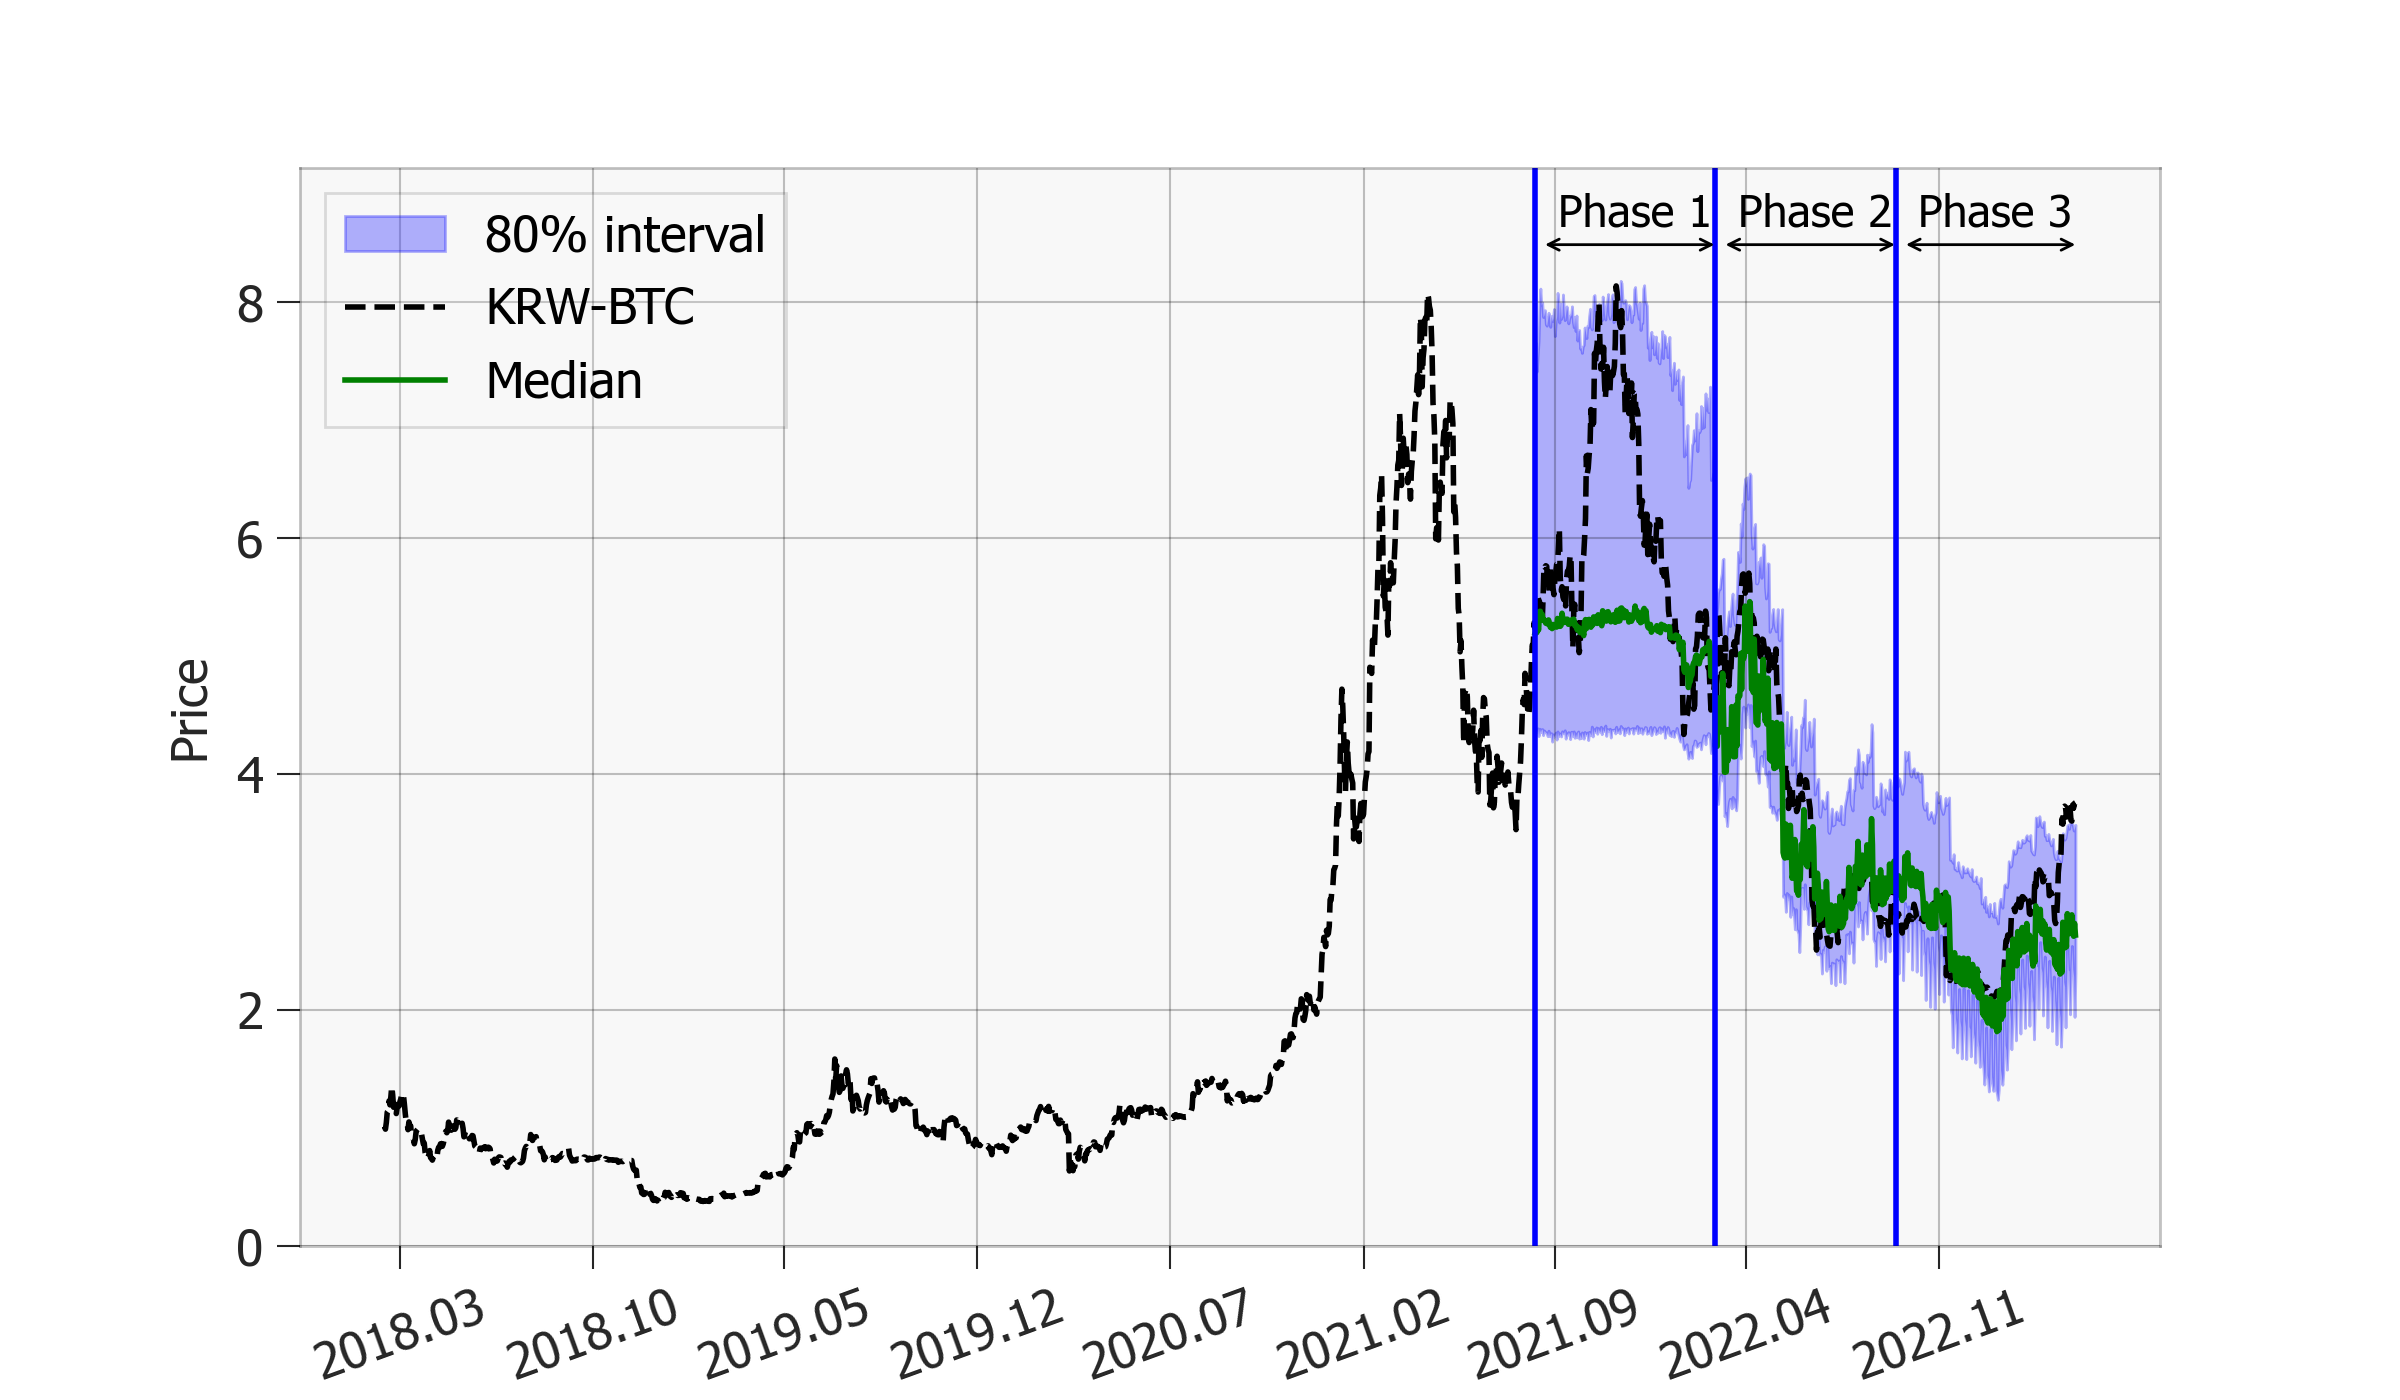 Phase 1
Phase 2
Phase 3
80% interval
KRW-BTC
Median
Price
8
6
4
2
0
2018.03
2018.10
2019.05
2019.12
2020.07
2021.02
2021.09
2022.04
2022.11